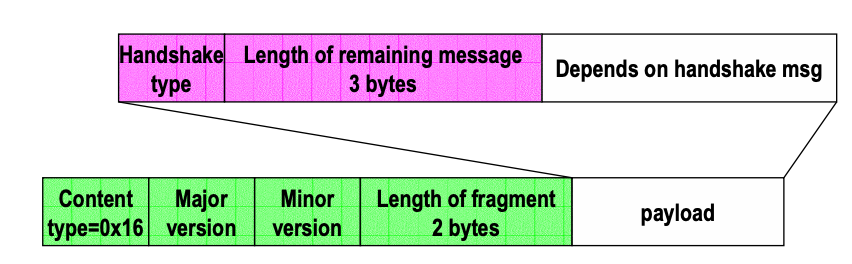 Handshake type
Length of remaining message 3 bytes
Depends on handshake msg
Content type=0x16
Major version
Minor version
Length of fragment 2 bytes
payload